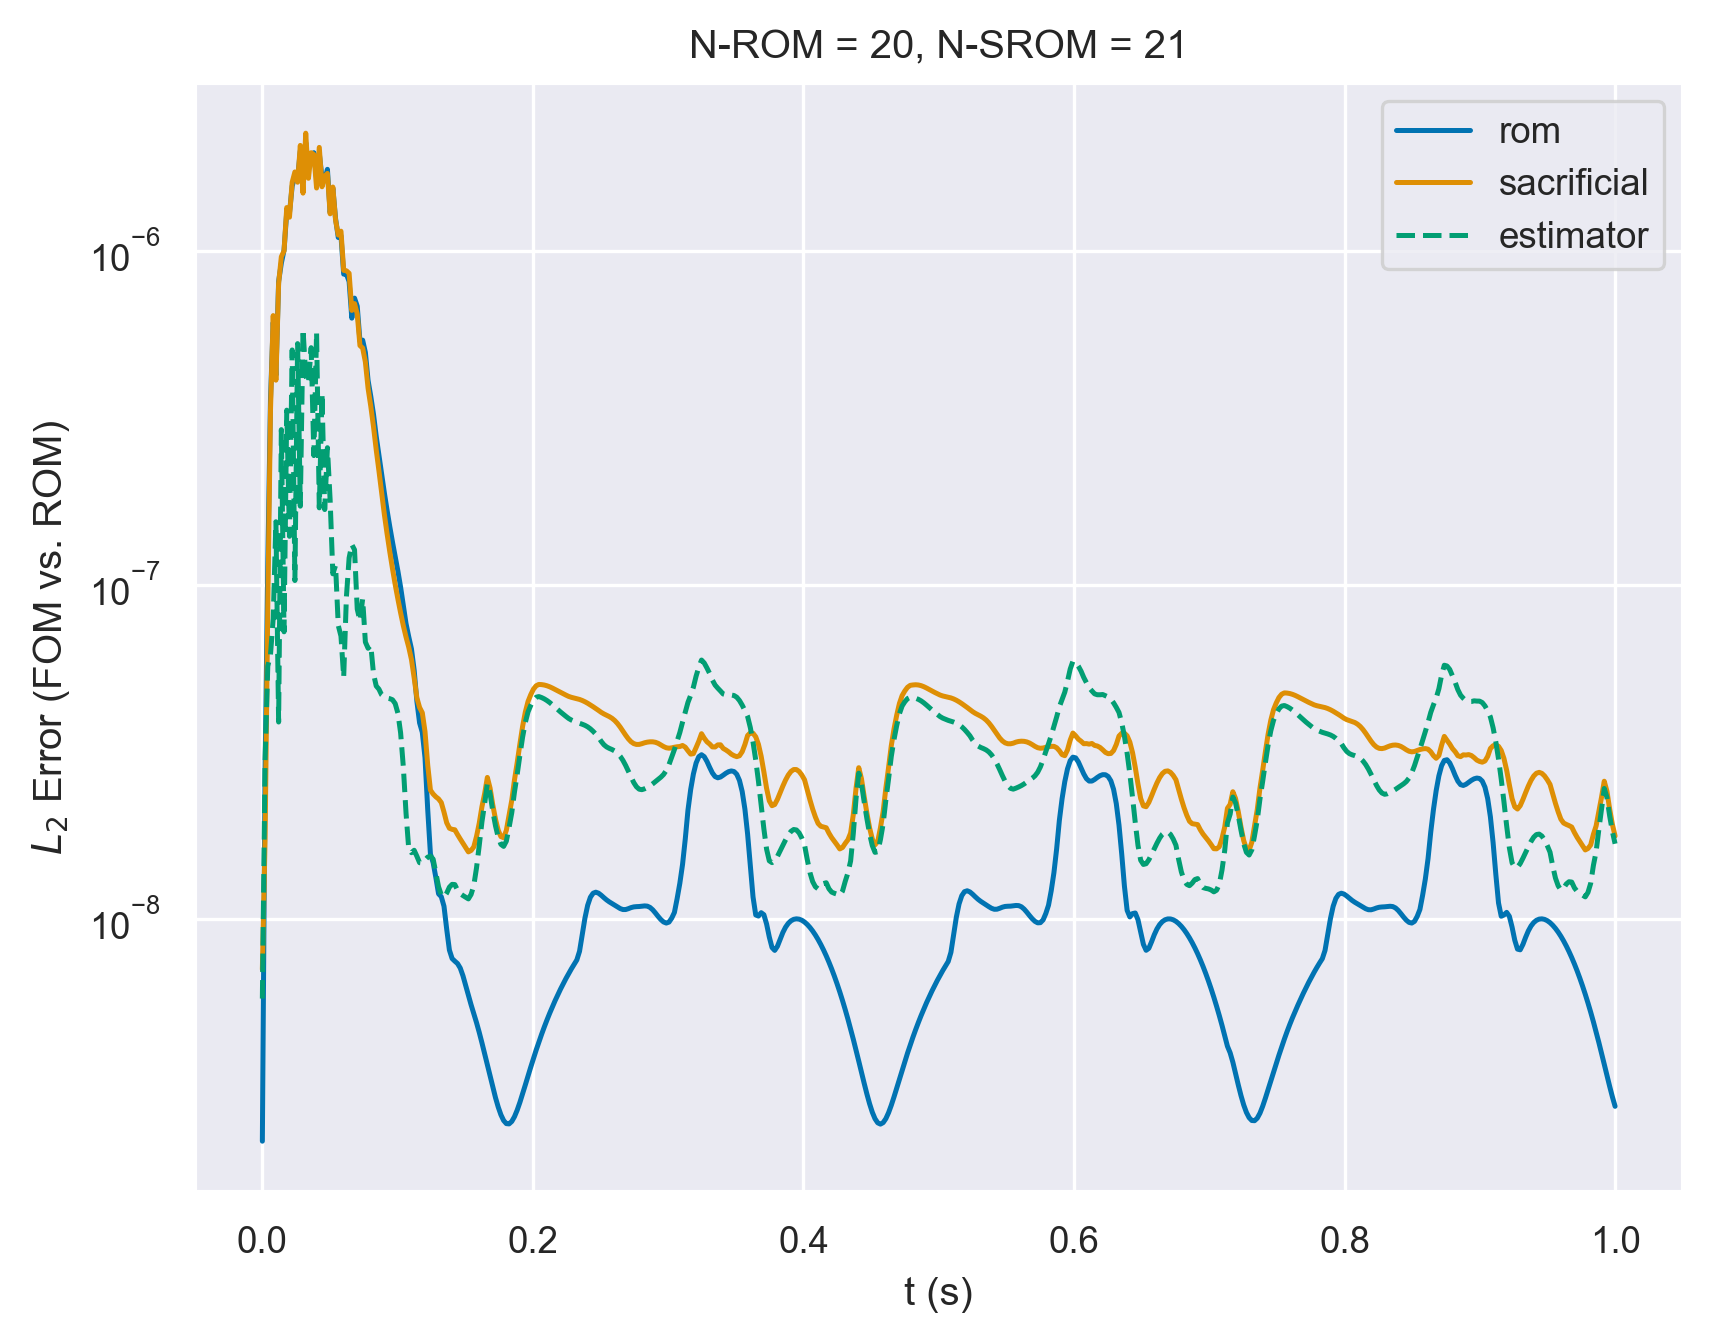 N-ROM = 20, N-SROM = 21
rom
sacrificial
estimator
L₂ Error (FOM vs. ROM)
10⁻⁶
10⁻⁷
10⁻⁸
0.0 0.2 0.4 0.6 0.8 1.0
t (s)